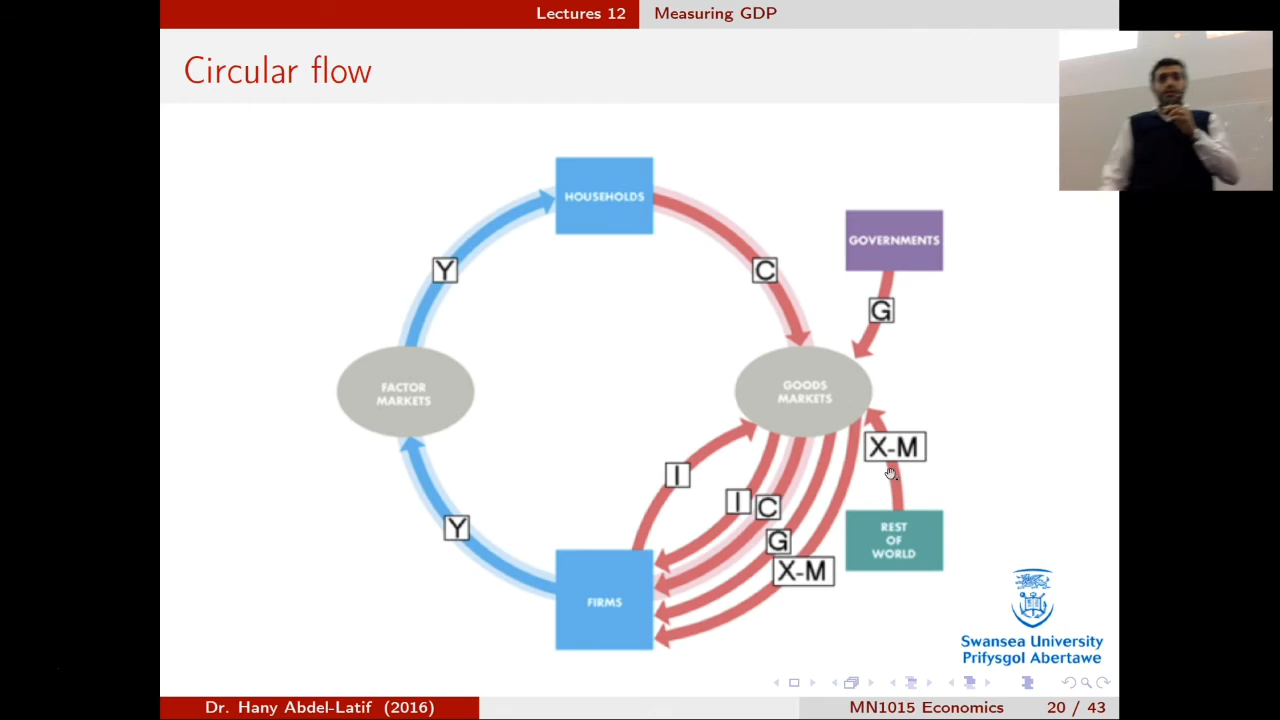 Lectures 12
Measuring GDP
Circular flow
HOUSEHOLDS
GOVERNMENTS
Y
C
G
FACTOR
MARKETS
GOODS
MARKETS
X-M
I
I
C
Y
G
X-M
REST
OF
WORLD
FIRMS
Swansea University
Prifysgol Abertawe
Dr. Hany Abdel-Latif (2016)
MN1015 Economics
20 / 43